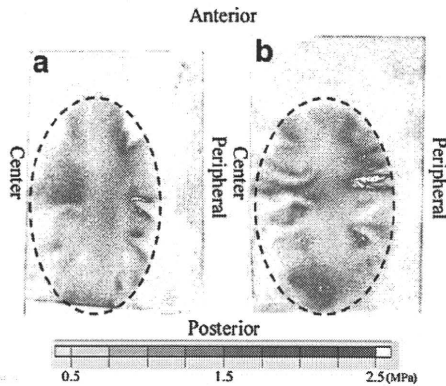 Anterior
a
b
Center
Peripheral
Center
Peripheral
Posterior
0.5 1.5 2.5 (MPa)